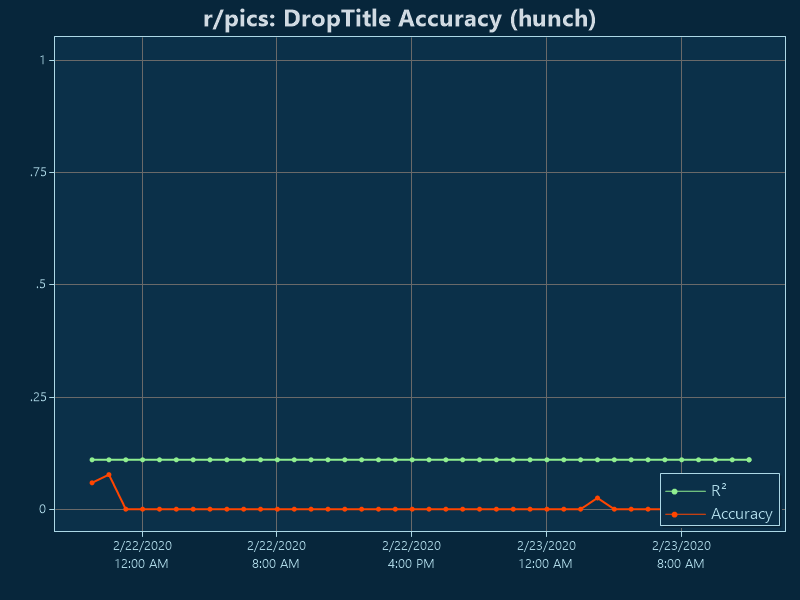 r/pics: DropTitle Accuracy (hunch)
1
.75
.5
.25
0
R²
Accuracy
2/22/2020 2/22/2020 2/22/2020 2/23/2020 2/23/2020
12:00 AM 8:00 AM 4:00 PM 12:00 AM 8:00 AM